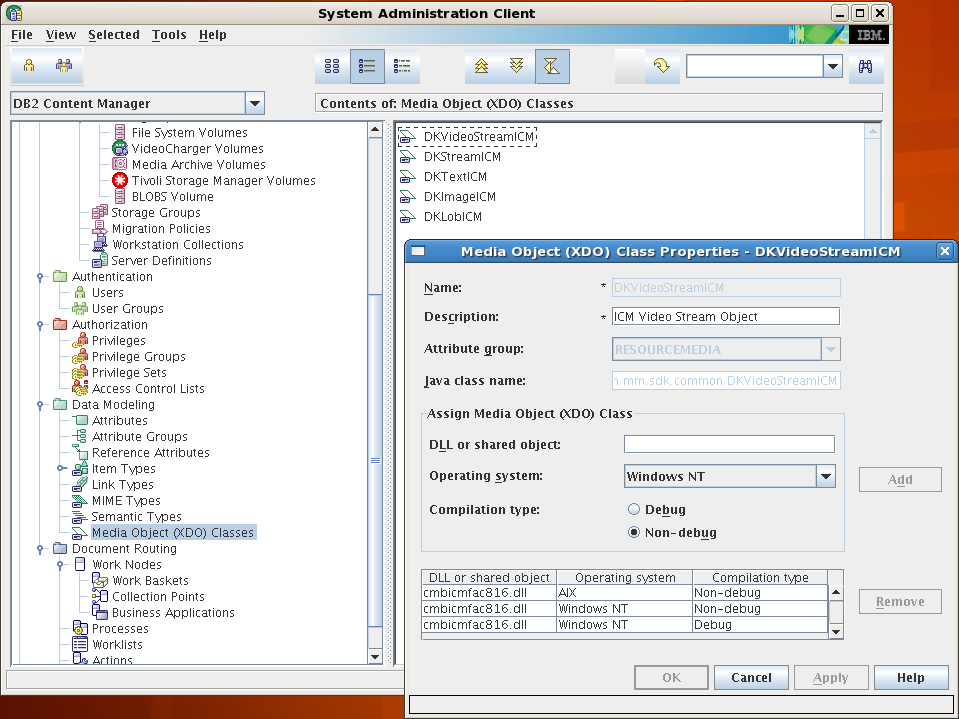 System Administration Client
File View Selected Tools Help
IBM.
DB2 Content Manager
Contents of: Media Object (XDO) Classes
File System Volumes
VideoCharger Volumes
Media Archive Volumes
Tivoli Storage Manager Volumes
BLOBS Volume
Storage Groups
Migration Policies
Workstation Collections
Server Definitions
Authentication
Users
User Groups
Authorization
Privileges
Privilege Groups
Privilege Sets
Access Control Lists
Data Modeling
Attributes
Attribute Groups
Reference Attributes
Item Types
Link Types
MIME Types
Semantic Types
Media Object (XDO) Classes
Document Routing
Work Nodes
Work Baskets
Collection Points
Business Applications
Processes
Worklists
Actions
DKVideoStreamICM
DKStreamICM
DKTextICM
DKImageICM
DKLobICM
Media Object (XDO) Class Properties - DKVideoStreamICM
Name: * DKVideoStreamICM
Description: * ICM Video Stream Object
Attribute group: RESOURCEMEDIA
Java class name: n.mm.sdk.common.DKVideoStreamICM
Assign Media Object (XDO) Class
DLL or shared object:
Operating system: Windows NT
Add
Compilation type: Debug
Non-debug
DLL or shared object Operating system Compilation type
cmbicmfac816.dll AIX Non-debug
cmbicmfac816.dll Windows NT Non-debug
cmbicmfac816.dll Windows NT Debug
Remove
OK Cancel Apply Help